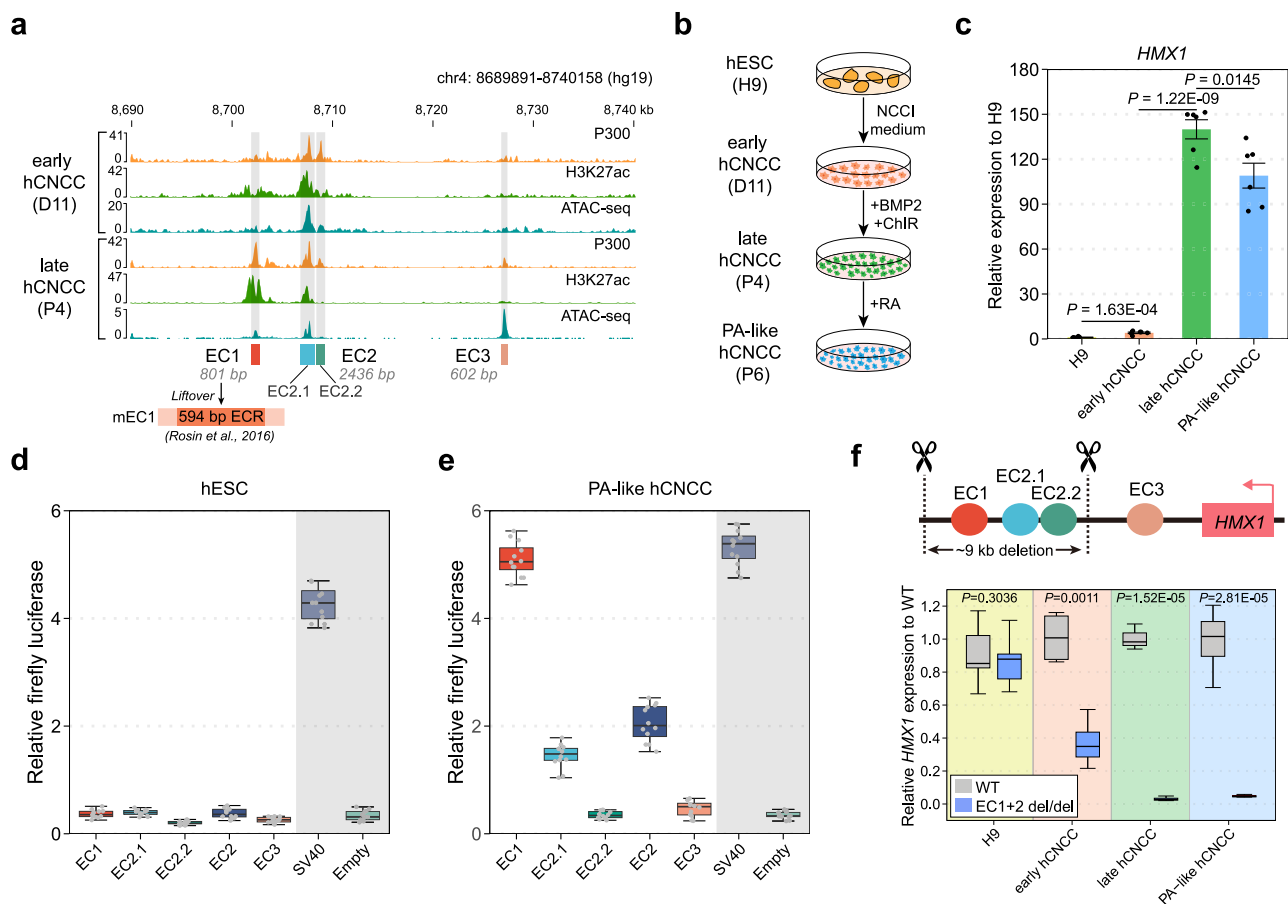 a
chr4: 8689891-8740158 (hg19)
8,690 8,700 8,710 8,720 8,730 8,740 kb
early hCNCC (D11)
41
0
P300
42
0
H3K27ac
20
0
ATAC-seq
late hCNCC (P4)
42
0
P300
47
0
H3K27ac
5
0
ATAC-seq
EC1
801 bp
EC2
2436 bp
EC2.1
EC2.2
EC3
602 bp
Liftover
mEC1
594 bp ECR
(Rosin et al., 2016)
b
hESC
(H9)
NCCI
medium
early
hCNCC
(D11)
+BMP2
+ChIR
late
hCNCC
(P4)
+RA
PA-like
hCNCC
(P6)
c
HMX1
Relative expression to H9
180
150
120
90
60
30
0
P = 0.0145
P = 1.22E-09
P = 1.63E-04
H9
early hCNCC
late hCNCC
PA-like hCNCC
d
hESC
Relative firefly luciferase
6
4
2
0
EC1
EC2.1
EC2.2
EC2
EC3
SV40
Empty
e
PA-like hCNCC
Relative firefly luciferase
6
4
2
0
EC1
EC2.1
EC2.2
EC2
EC3
SV40
Empty
f
EC1
EC2.1
EC2.2
EC3
HMX1
~9 kb deletion
Relative HMX1 expression to WT
1.2
1.0
0.8
0.6
0.4
0.2
0.0
P=0.3036
P=0.0011
P=1.52E-05
P=2.81E-05
WT
EC1+2 del/del
H9
early hCNCC
late hCNCC
PA-like hCNCC